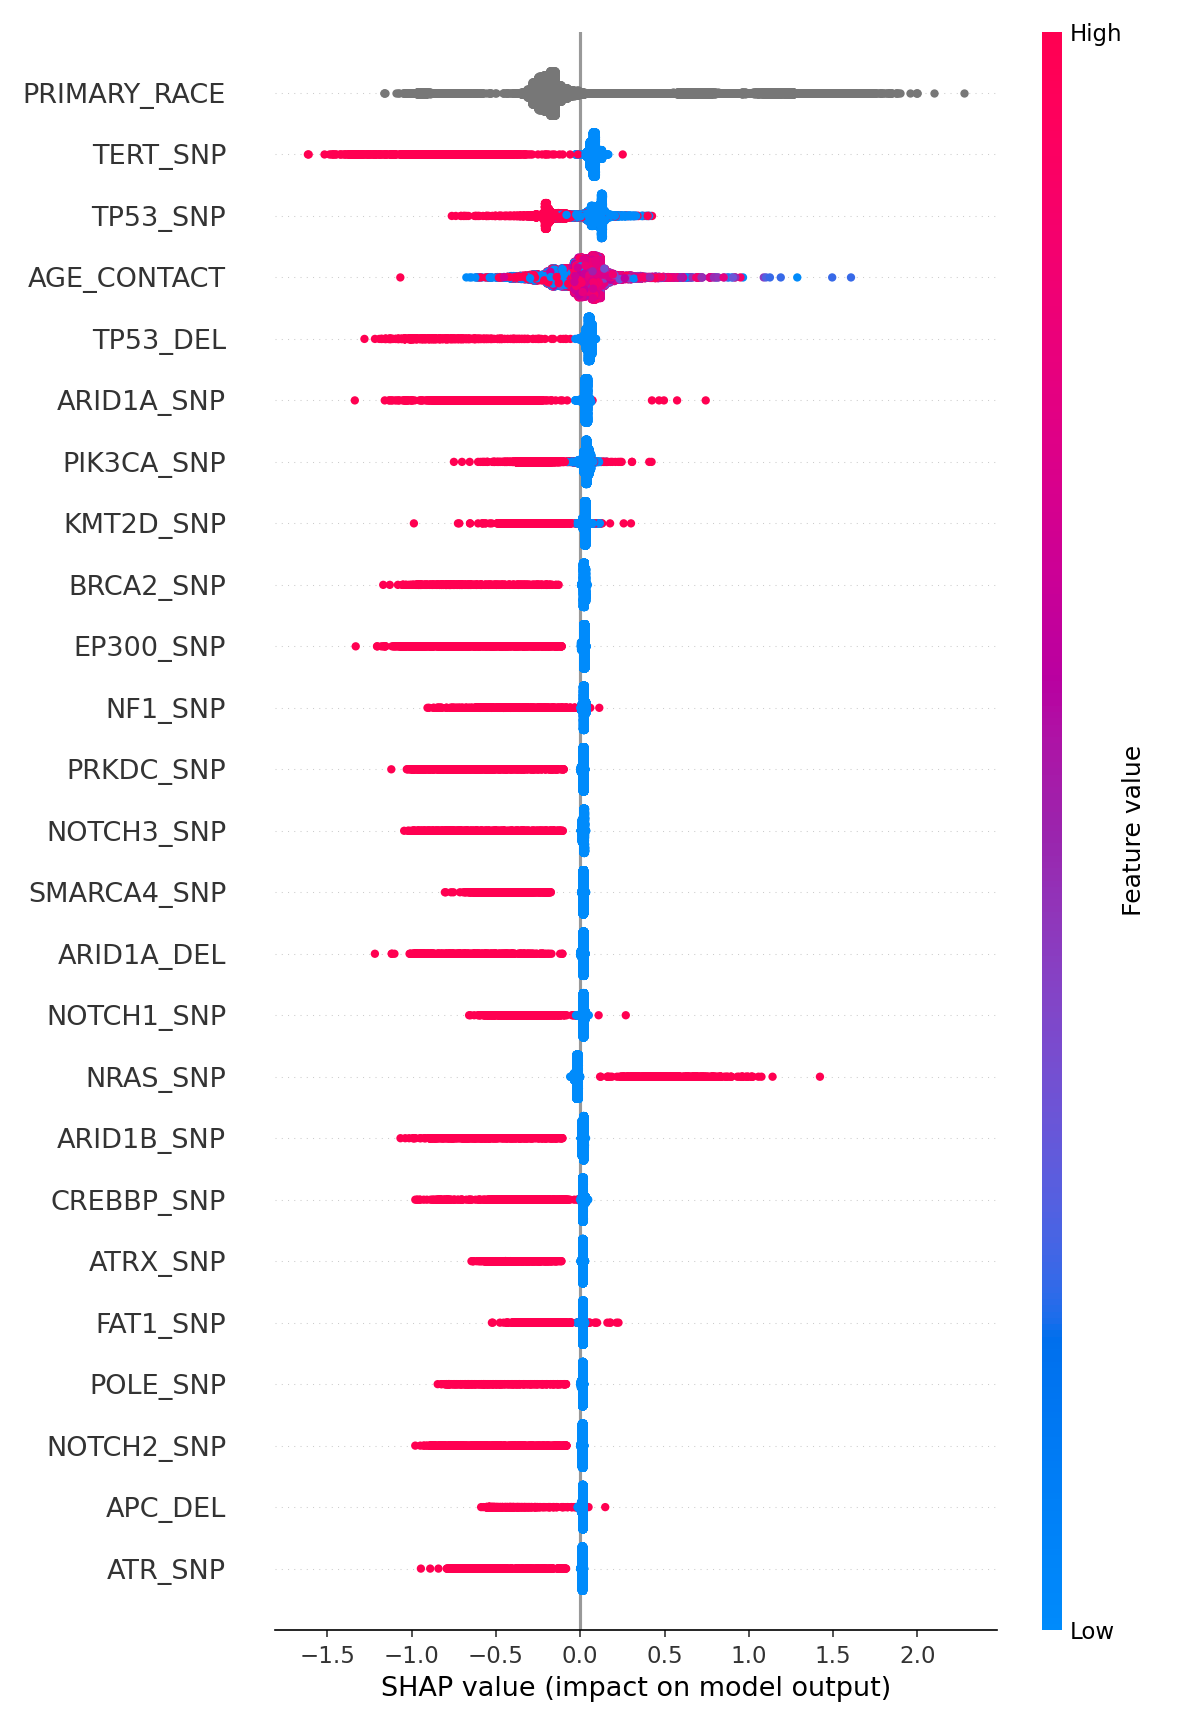 High
PRIMARY_RACE
TERT_SNP
TP53_SNP
AGE_CONTACT
TP53_DEL
ARID1A_SNP
PIK3CA_SNP
KMT2D_SNP
BRCA2_SNP
EP300_SNP
NF1_SNP
PRKDC_SNP
NOTCH3_SNP
SMARCA4_SNP
ARID1A_DEL
NOTCH1_SNP
NRAS_SNP
ARID1B_SNP
CREBBP_SNP
ATRX_SNP
FAT1_SNP
POLE_SNP
NOTCH2_SNP
APC_DEL
ATR_SNP
Feature value
Low
−1.5 −1.0 −0.5 0.0 0.5 1.0 1.5 2.0
SHAP value (impact on model output)